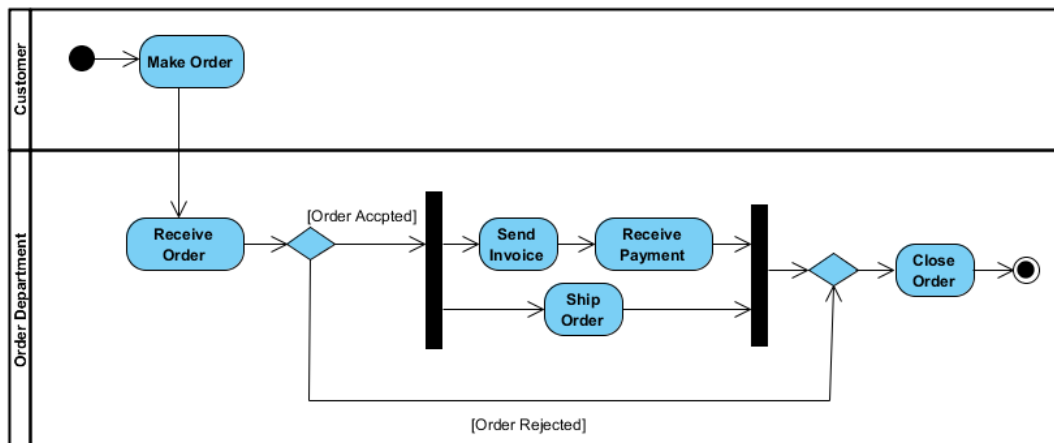 Customer
Make Order
Order Department
[Order Accpted]
Receive
Order
Send
Invoice
Receive
Payment
Ship
Order
Close
Order
[Order Rejected]